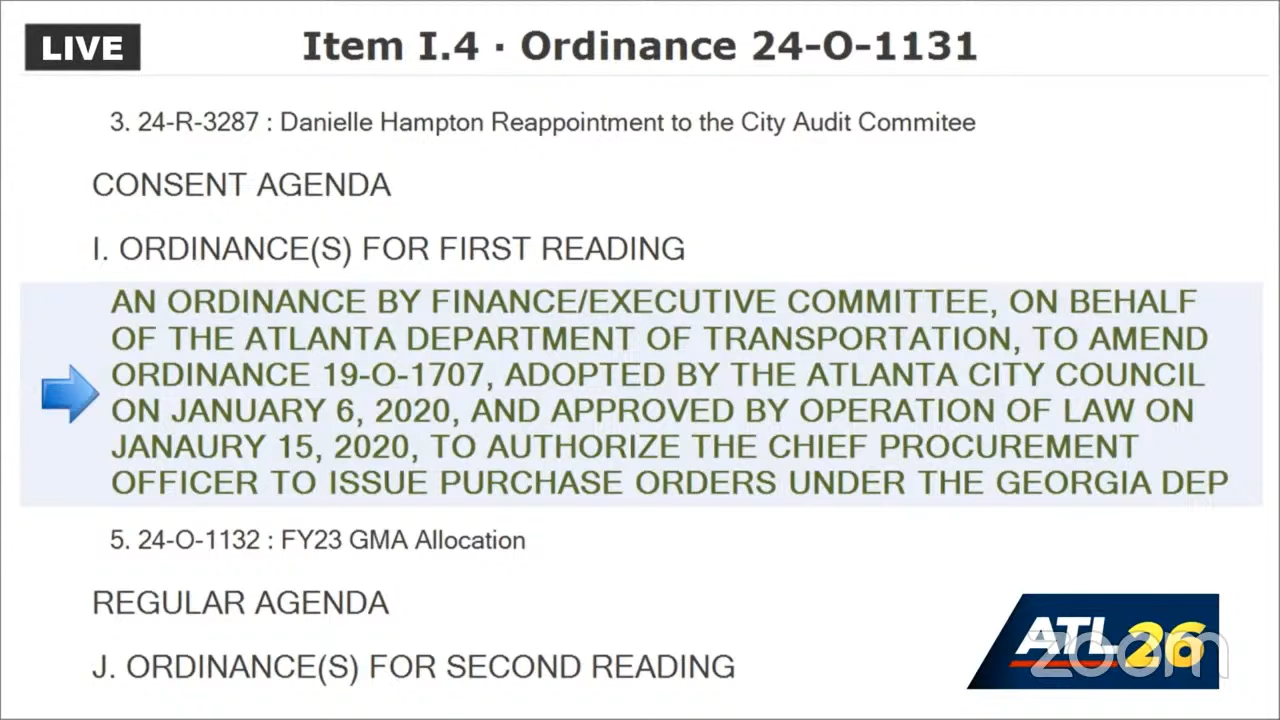 LIVE
Item I.4 · Ordinance 24-O-1131
3. 24-R-3287 : Danielle Hampton Reappointment to the City Audit Commitee
CONSENT AGENDA
I. ORDINANCE(S) FOR FIRST READING
AN ORDINANCE BY FINANCE/EXECUTIVE COMMITTEE, ON BEHALF
OF THE ATLANTA DEPARTMENT OF TRANSPORTATION, TO AMEND
ORDINANCE 19-O-1707, ADOPTED BY THE ATLANTA CITY COUNCIL
ON JANUARY 6, 2020, AND APPROVED BY OPERATION OF LAW ON
JANAURY 15, 2020, TO AUTHORIZE THE CHIEF PROCUREMENT
OFFICER TO ISSUE PURCHASE ORDERS UNDER THE GEORGIA DEP
5. 24-O-1132 : FY23 GMA Allocation
REGULAR AGENDA
J. ORDINANCE(S) FOR SECOND READING
ATL26
zoom